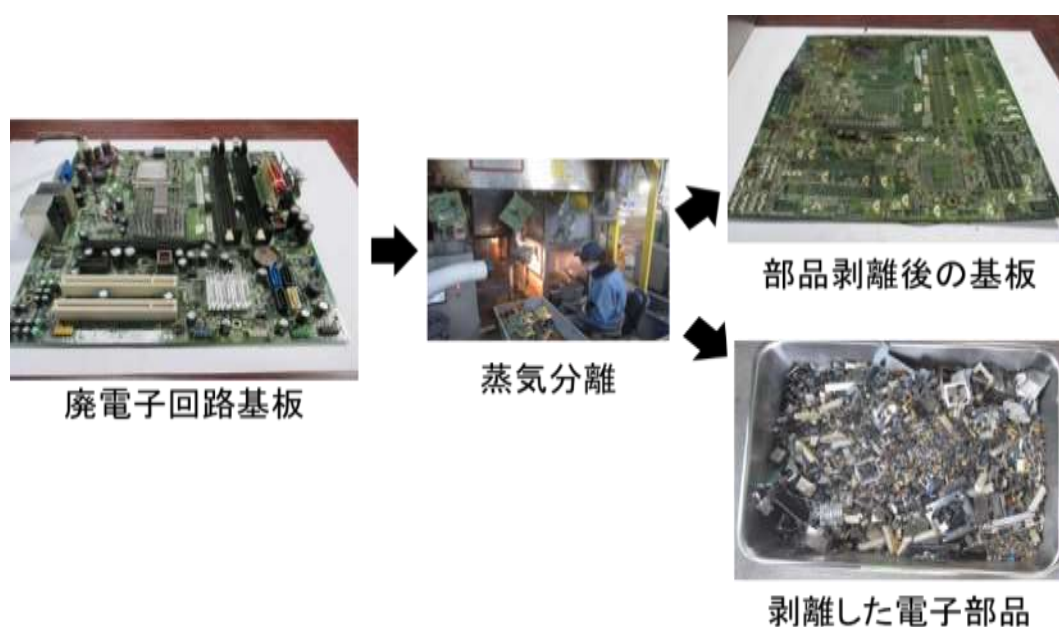 廃電子回路基板
蒸気分離
部品剥離後の基板
剥離した電子部品